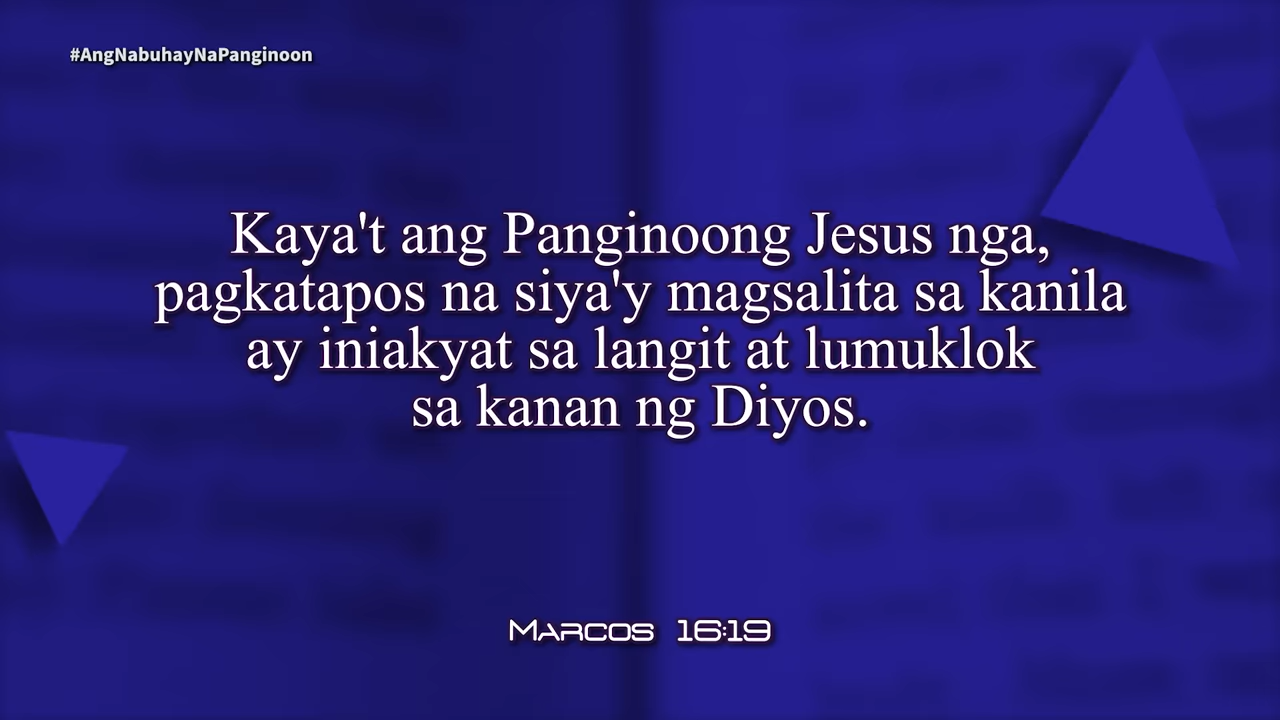 #AngNabuhayNaPanginoon
Kaya't ang Panginoong Jesus nga,
pagkatapos na siya'y magsalita sa kanila
ay iniakyat sa langit at lumuklok
sa kanan ng Diyos.
Marcos 16:19